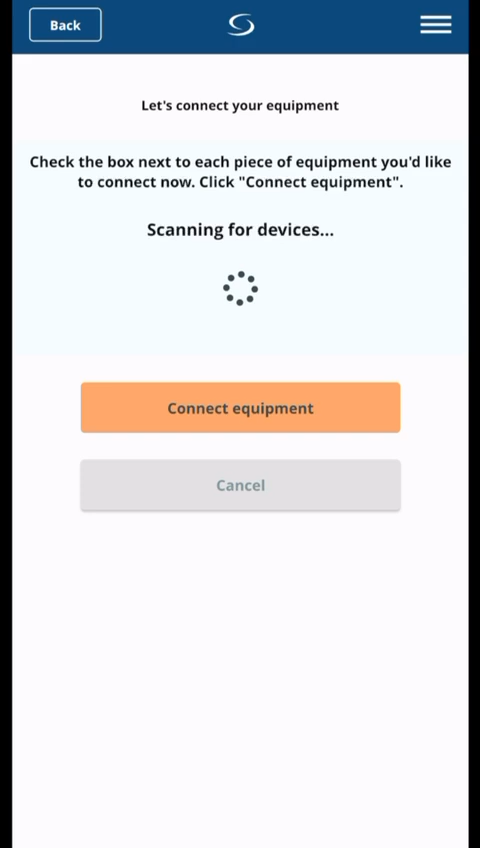 Back
Let's connect your equipment
Check the box next to each piece of equipment you'd like
to connect now. Click "Connect equipment".
Scanning for devices...
Connect equipment
Cancel